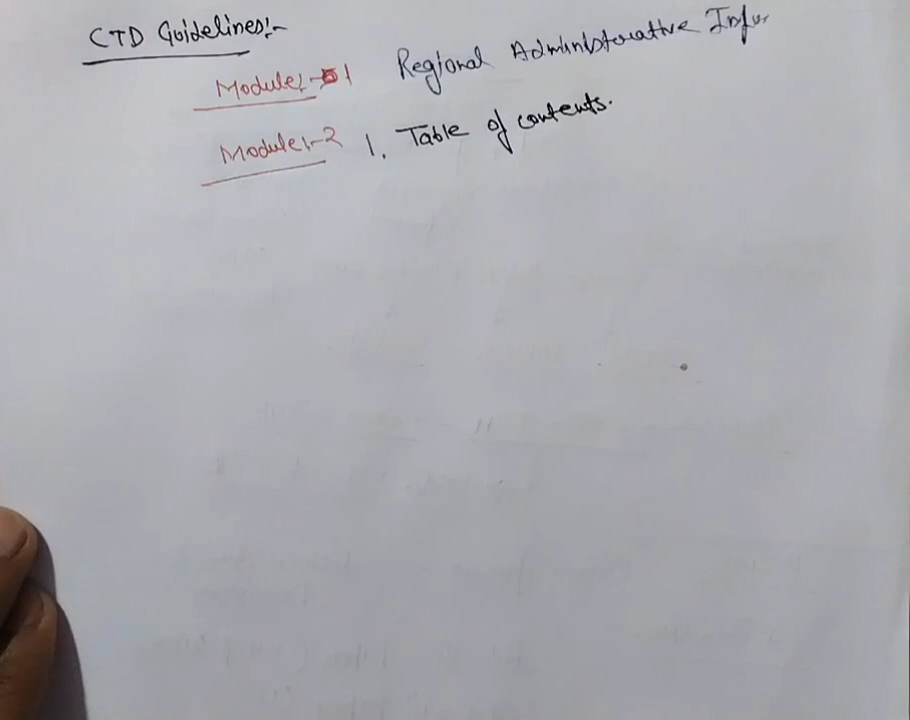 CTD Guidelines:-
Module:-1 Regional Administrative Infor
Module:-2 1. Table of contents.